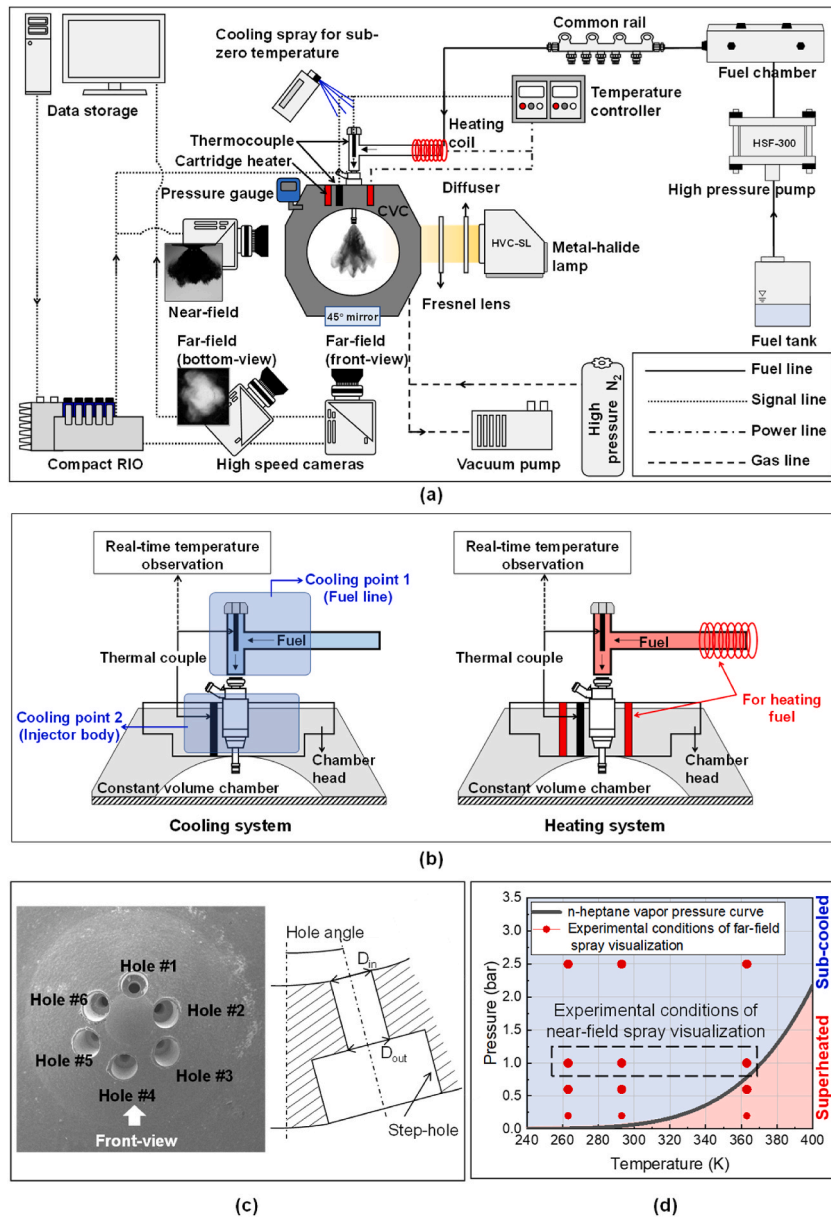 Cooling spray for sub-
zero temperature
Common rail
Fuel chamber
Data storage
Temperature
controller
Heating
coil
Thermocouple
Cartridge heater
HSF-300
High pressure pump
Pressure gauge
CVC
Diffuser
HVC-SL
Metal-halide
lamp
Near-field
Fresnel lens
45° mirror
Fuel tank
Far-field
(bottom-view)
Far-field
(front-view)
Fuel line
Signal line
Power line
Gas line
High
pressure N2
Compact RIO
High speed cameras
Vacuum pump
(a)
Real-time temperature
observation
Cooling point 1
(Fuel line)
Fuel
Thermal couple
Cooling point 2
(Injector body)
Chamber
head
Constant volume chamber
Cooling system
Real-time temperature
observation
Fuel
Thermal couple
For heating
fuel
Chamber
head
Constant volume chamber
Heating system
(b)
Hole #1
Hole #6
Hole #2
Hole #5
Hole #3
Hole #4
Front-view
Hole angle
Din
Dout
Step-hole
(c)
3.5
3.0
2.5
2.0
1.5
1.0
0.5
0.0
Pressure (bar)
n-heptane vapor pressure curve
Experimental conditions of far-field
spray visualization
Experimental conditions of
near-field spray visualization
Sub-cooled
Superheated
240 260 280 300 320 340 360 380 400
Temperature (K)
(d)